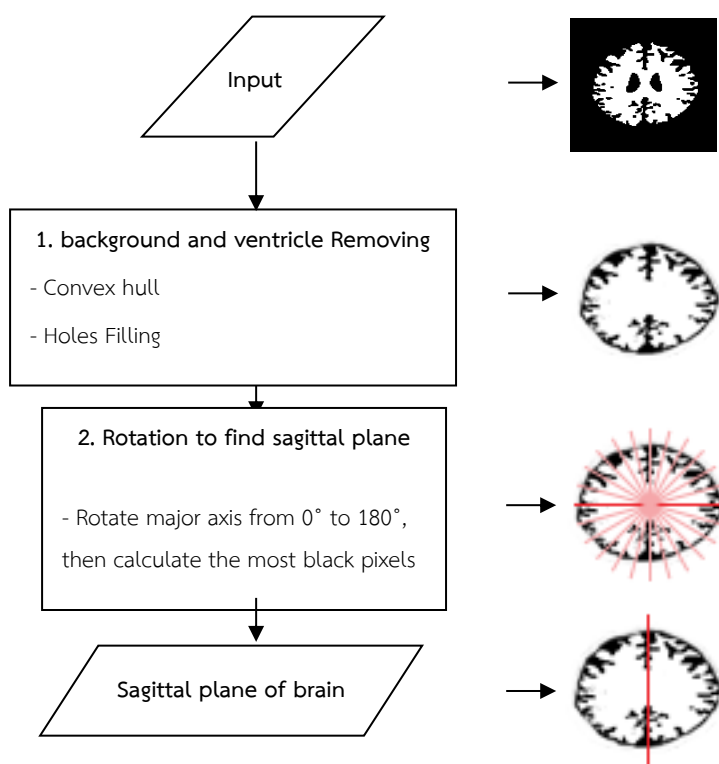 Input
1. background and ventricle Removing
- Convex hull
- Holes Filling
2. Rotation to find sagittal plane
- Rotate major axis from 0˚ to 180˚,
then calculate the most black pixels
Sagittal plane of brain